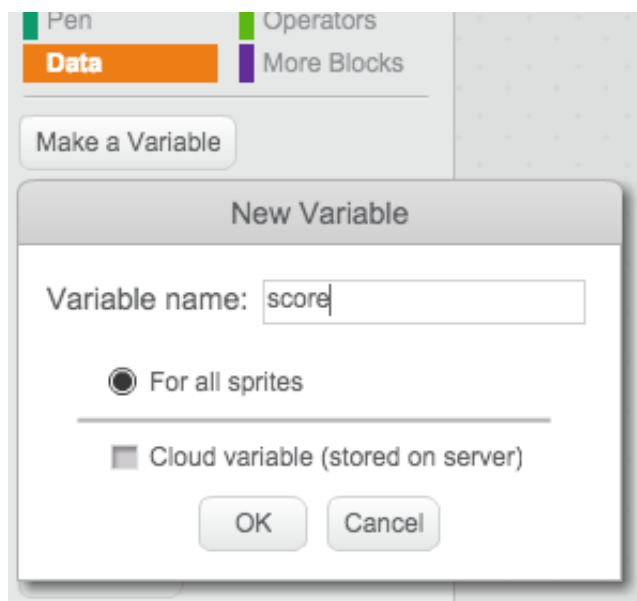 Pen Operators
Data More Blocks
Make a Variable
New Variable
Variable name: score
For all sprites
Cloud variable (stored on server)
OK Cancel